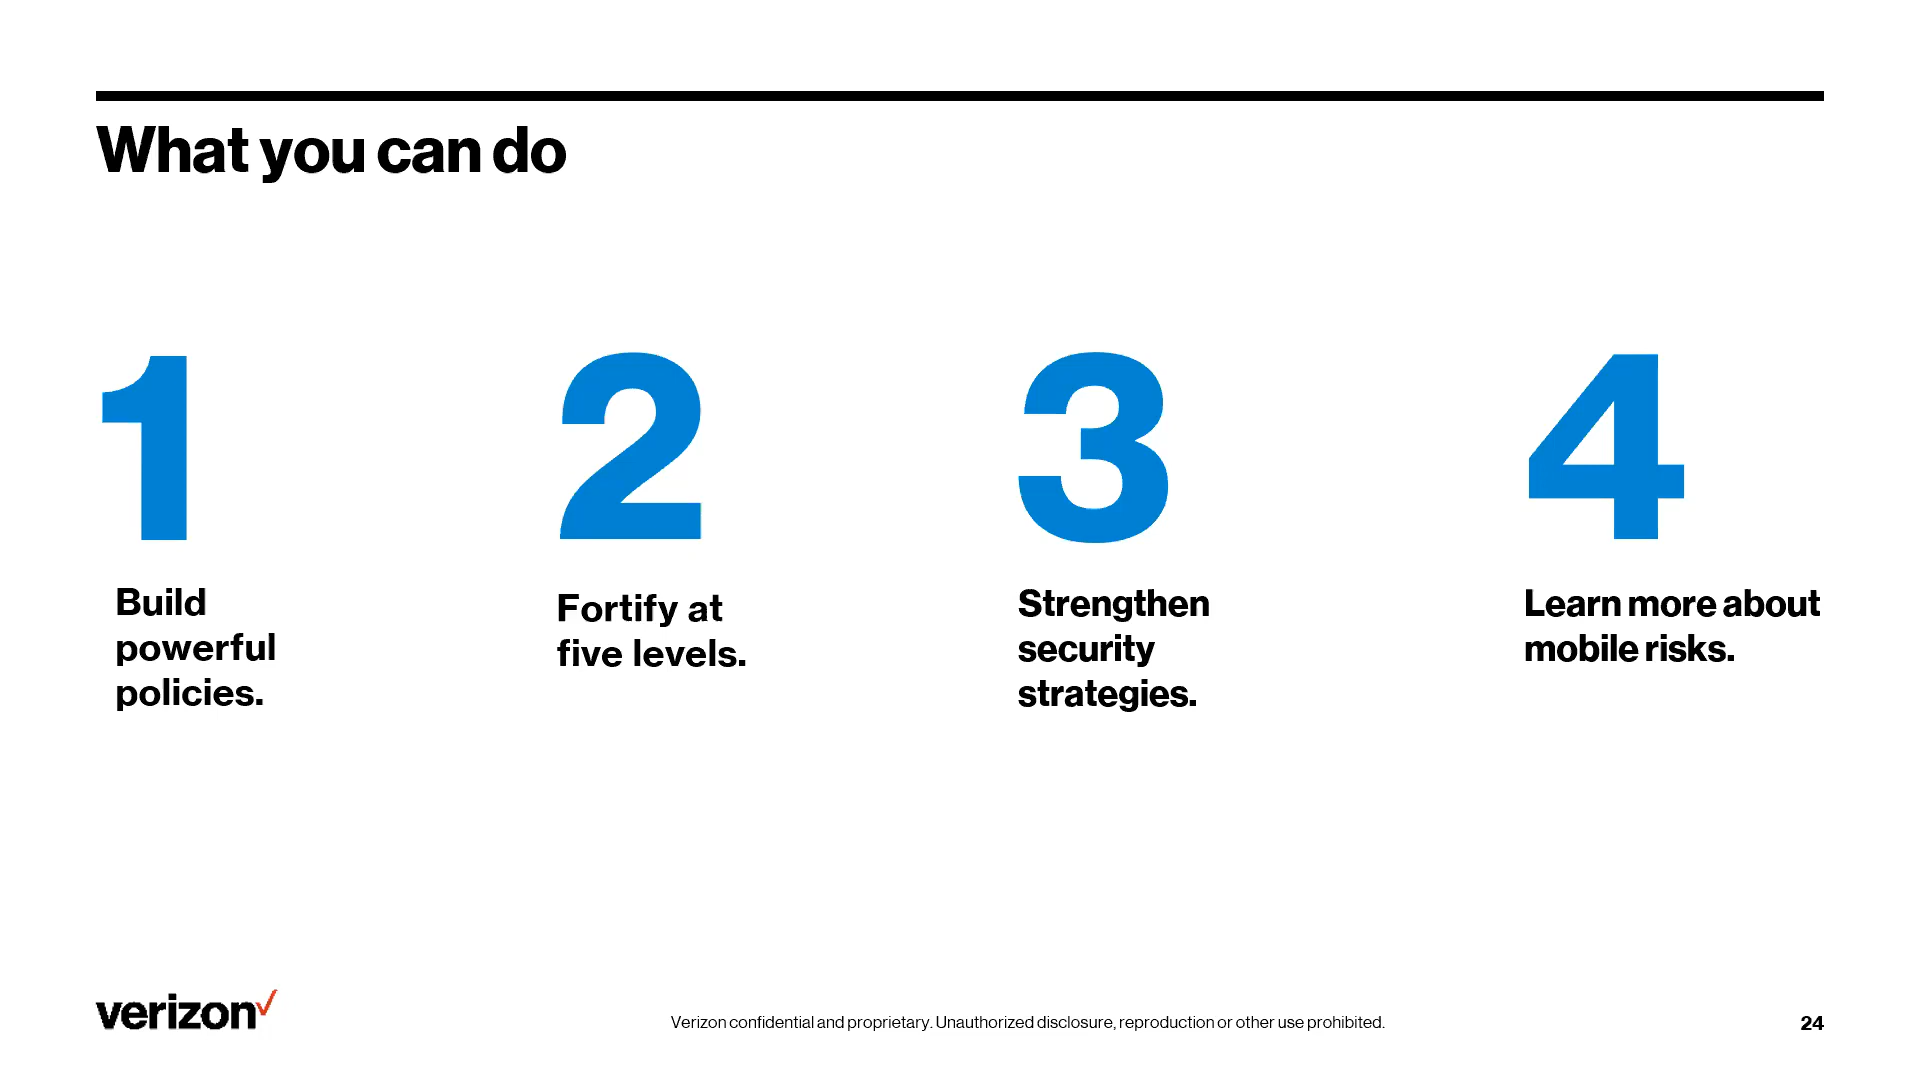 What you can do
1
Build
powerful
policies.
2
Fortify at
five levels.
3
Strengthen
security
strategies.
4
Learn more about
mobile risks.
verizon
Verizon confidential and proprietary. Unauthorized disclosure, reproduction or other use prohibited.
24